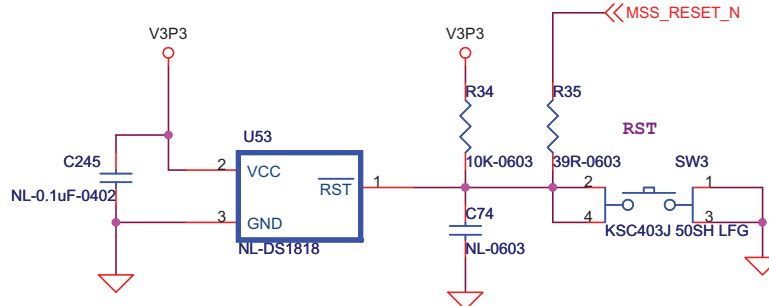 MSS_RESET_N
V3P3
V3P3
R34
R35
RST
U53
C245
10K-0603
39R-0603
SW3
2
VCC
RST
1
2
1
NL-0.1uF-0402
C74
3
GND
4
3
NL-DS1818
NL-0603
KSC403J 50SH LFG